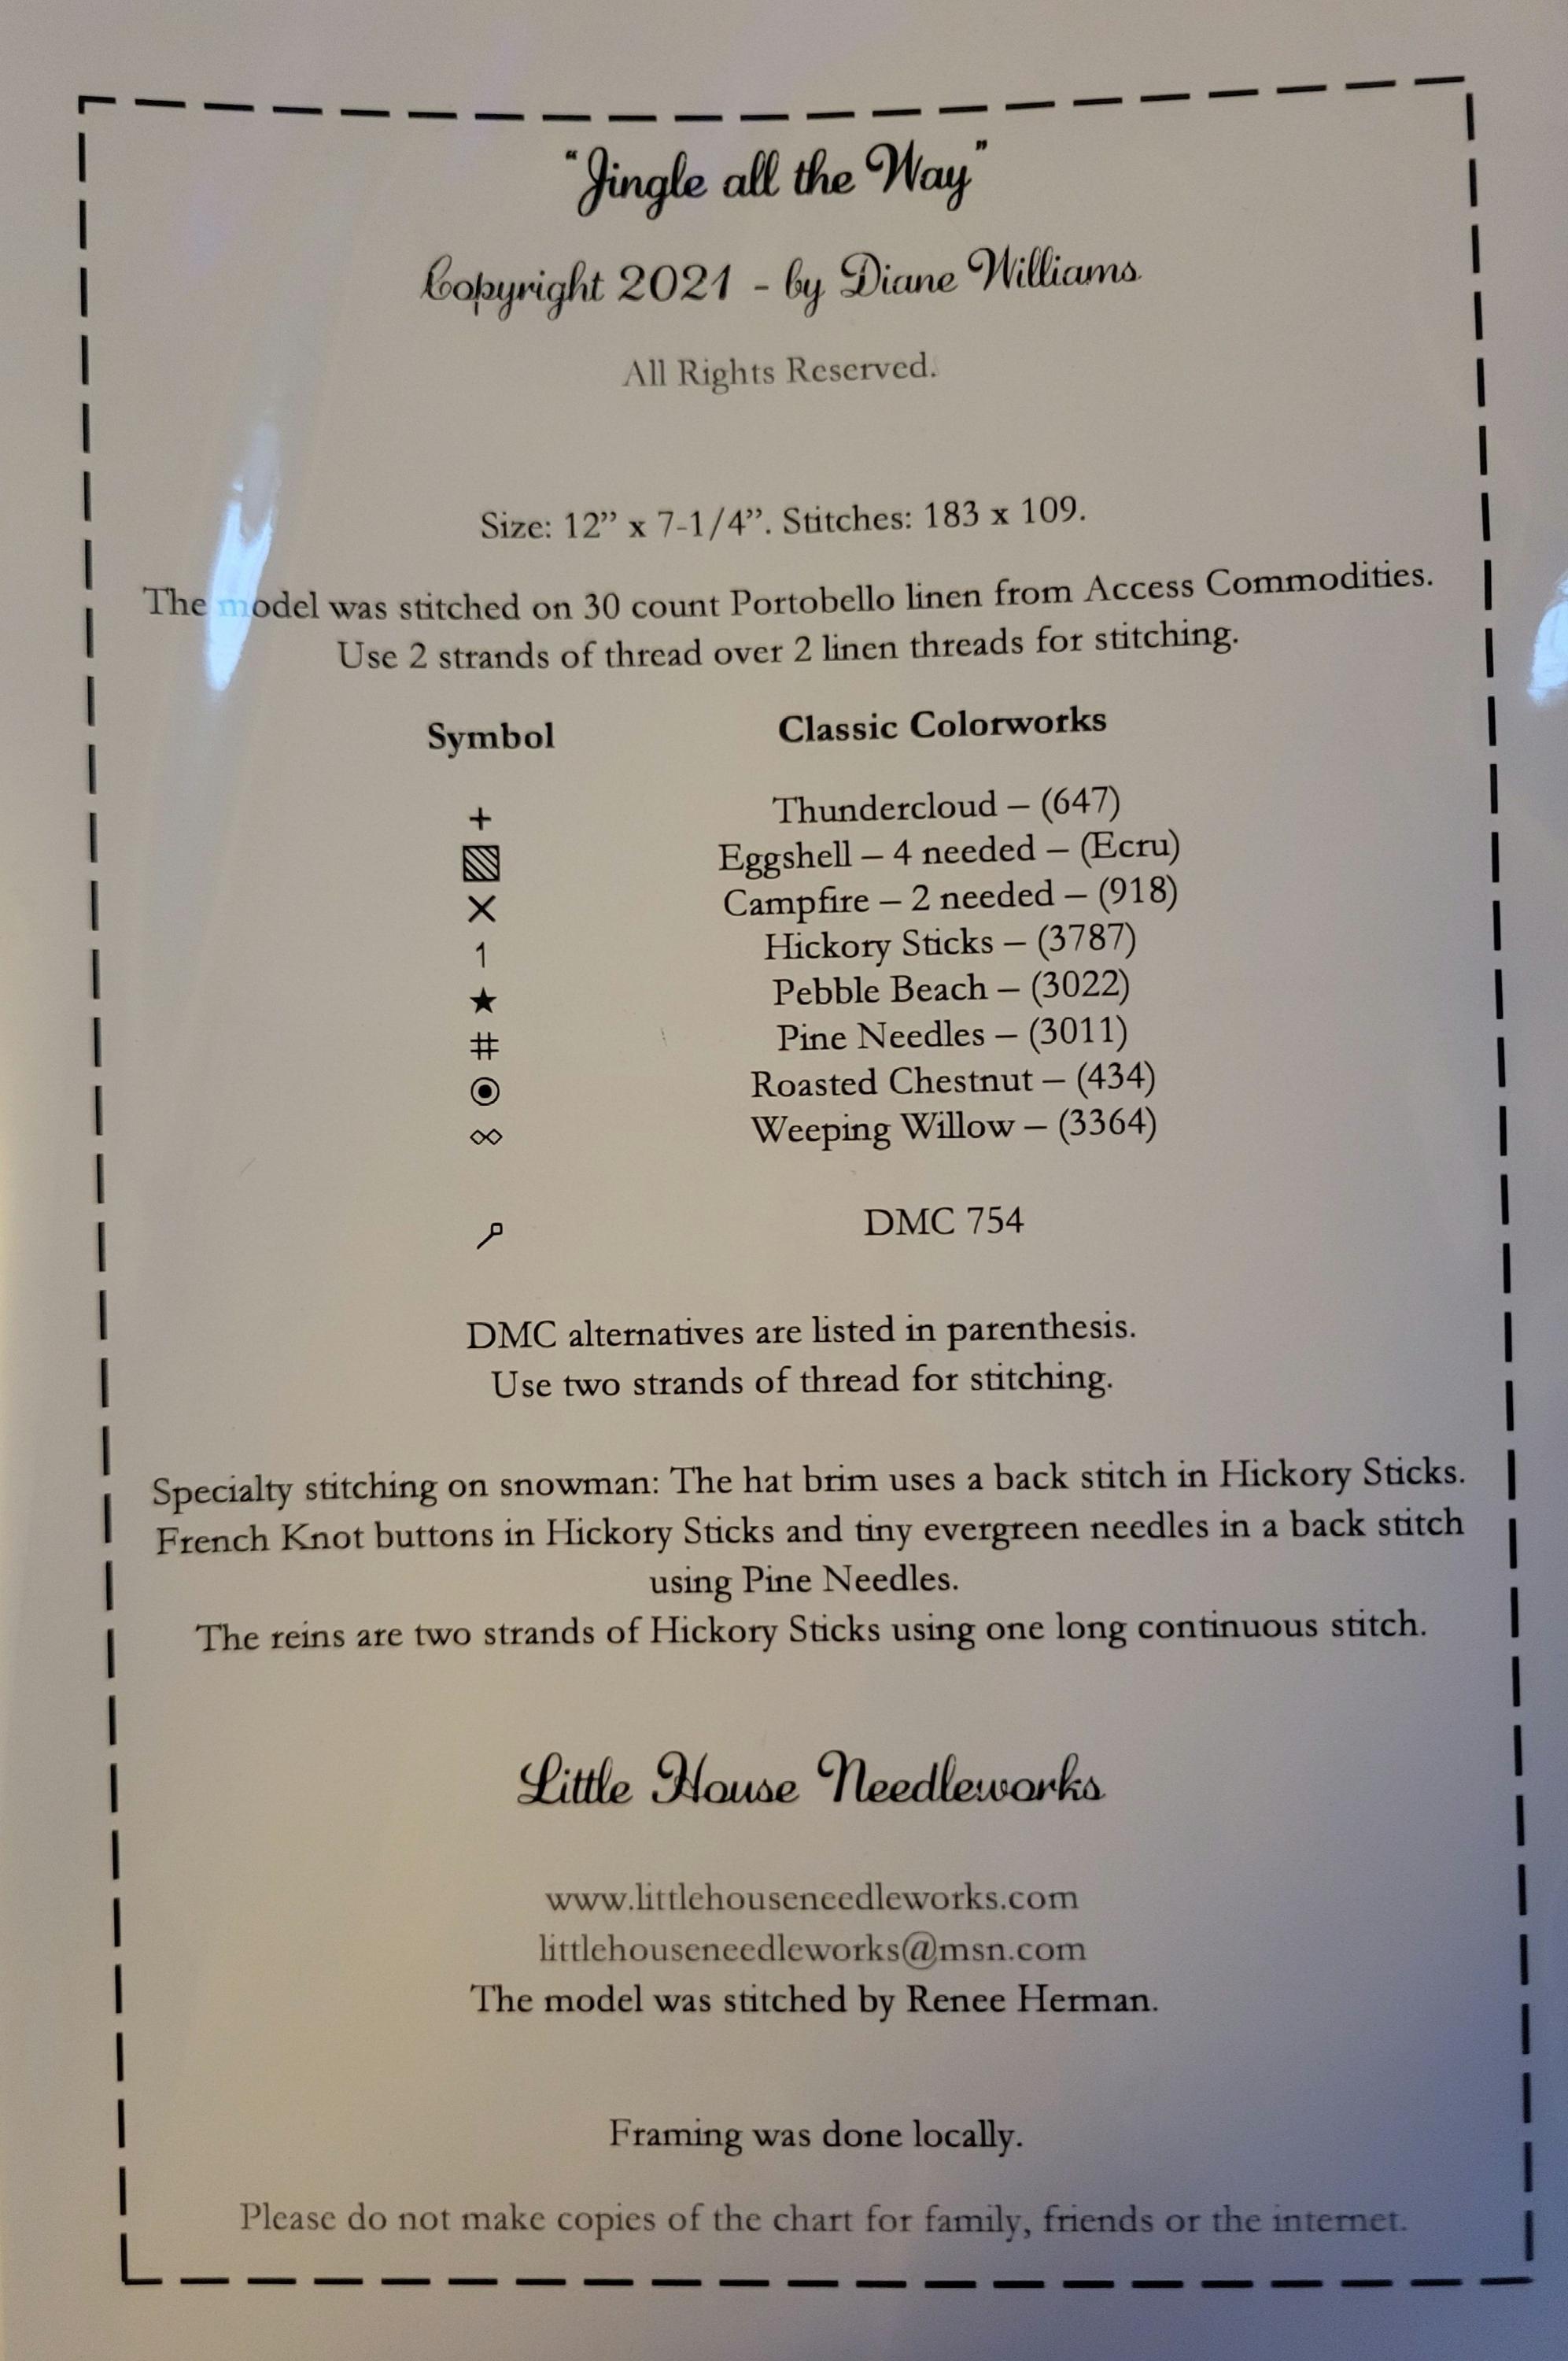 "Jingle all the Way"
Copyright 2021 - by Diane Williams
All Rights Reserved.
Size: 12” x 7-1/4”. Stitches: 183 x 109.
The model was stitched on 30 count Portobello linen from Access Commodities.
Use 2 strands of thread over 2 linen threads for stitching.
Symbol Classic Colorworks
+ Thundercloud – (647)
▧ Eggshell – 4 needed – (Ecru)
✕ Campfire – 2 needed – (918)
1 Hickory Sticks – (3787)
★ Pebble Beach – (3022)
# Pine Needles – (3011)
◉ Roasted Chestnut – (434)
∞ Weeping Willow – (3364)
DMC 754
DMC alternatives are listed in parenthesis.
Use two strands of thread for stitching.
Specialty stitching on snowman: The hat brim uses a back stitch in Hickory Sticks.
French Knot buttons in Hickory Sticks and tiny evergreen needles in a back stitch
using Pine Needles.
The reins are two strands of Hickory Sticks using one long continuous stitch.
Little House Needleworks
www.littlehouseneedleworks.com
littlehouseneedleworks@msn.com
The model was stitched by Renee Herman.
Framing was done locally.
Please do not make copies of the chart for family, friends or the internet.